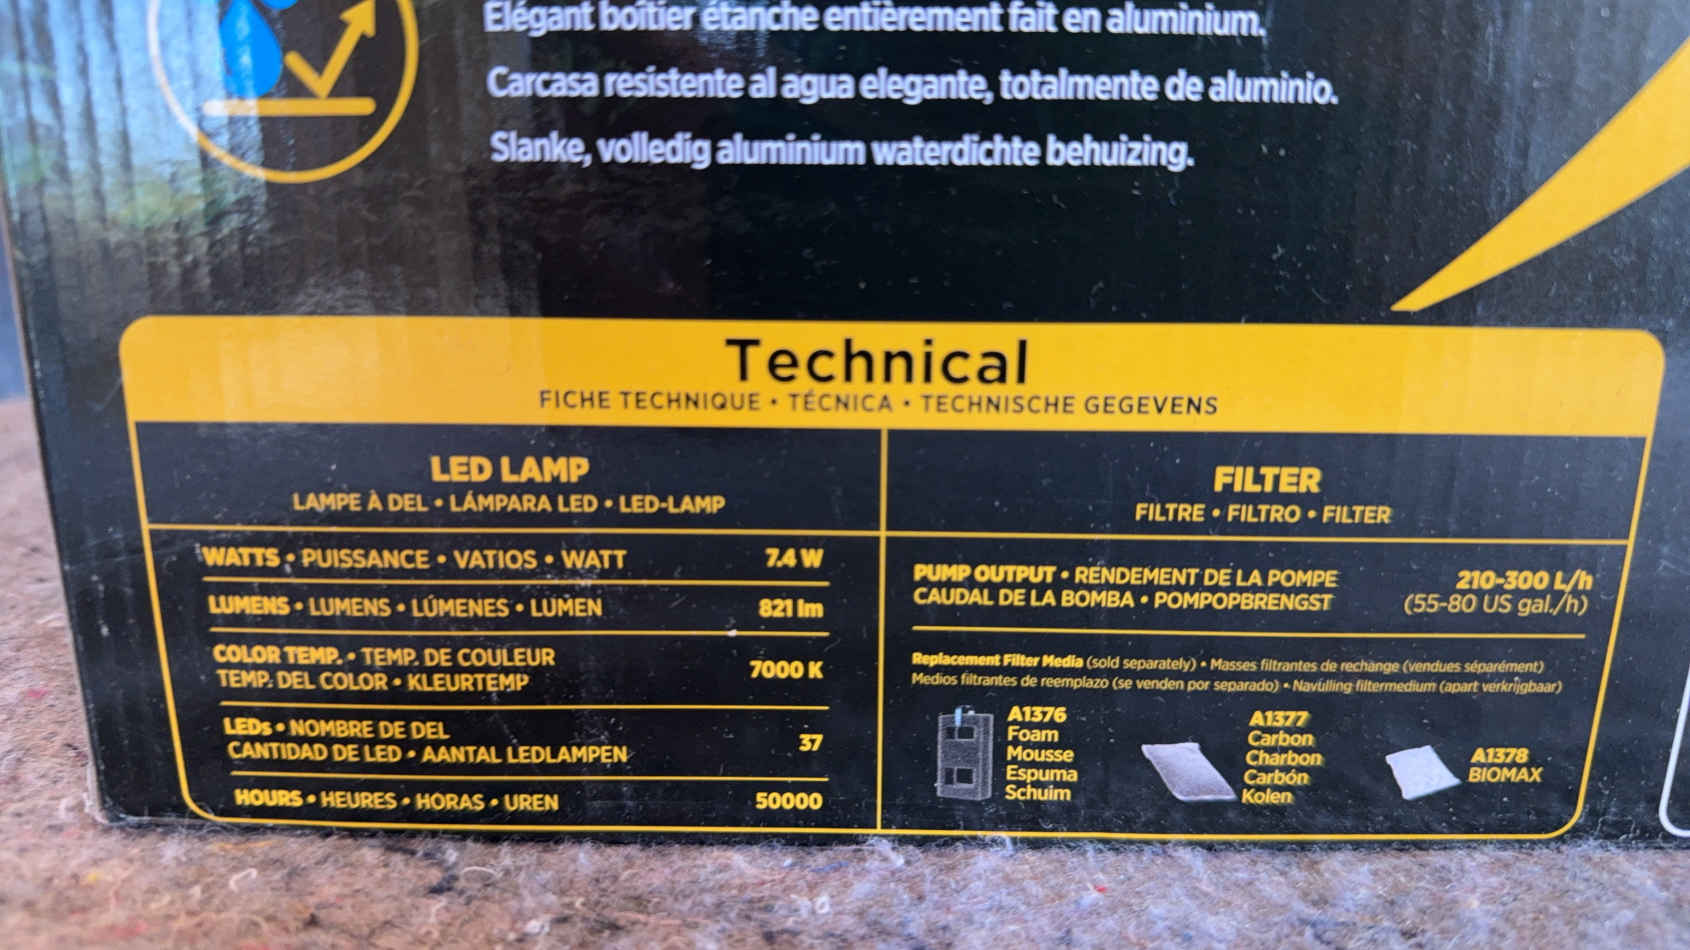 Élégant boîtier étanche entièrement fait en aluminium.
Carcasa resistente al agua elegante, totalmente de aluminio.
Slanke, volledig aluminium waterdichte behuizing.
Technical
FICHE TECHNIQUE • TÉCNICA • TECHNISCHE GEGEVENS
LED LAMP
LAMPE À DEL • LÁMPARA LED • LED-LAMP
WATTS • PUISSANCE • VATIOS • WATT 7.4 W
LUMENS • LUMENS • LÚMENES • LUMEN 821 lm
COLOR TEMP. • TEMP. DE COULEUR
TEMP. DEL COLOR • KLEURTEMP 7000 K
LEDs • NOMBRE DE DEL
CANTIDAD DE LED • AANTAL LEDLAMPEN 37
HOURS • HEURES • HORAS • UREN 50000
FILTER
FILTRE • FILTRO • FILTER
PUMP OUTPUT • RENDEMENT DE LA POMPE 210-300 L/h
CAUDAL DE LA BOMBA • POMPOPBRENGST (55-80 US gal./h)
Replacement Filter Media (sold separately) • Masses filtrantes de rechange (vendues séparément)
Medios filtrantes de reemplazo (se venden por separado) • Navulling filtermedium (apart verkrijgbaar)
A1376
Foam
Mousse
Espuma
Schuim
A1377
Carbon
Charbon
Carbón
Kolen
A1378
BIOMAX